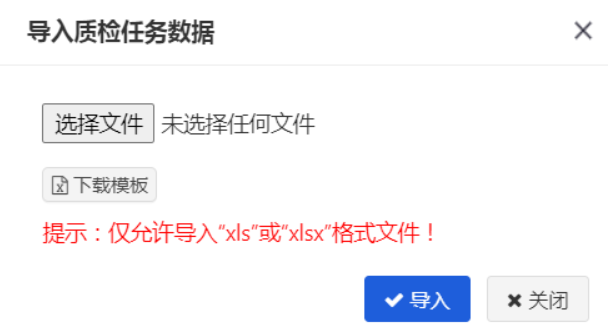 导入质检任务数据
选择文件 未选择任何文件
下载模板
提示：仅允许导入“xls”或“xlsx”格式文件！
导入 关闭